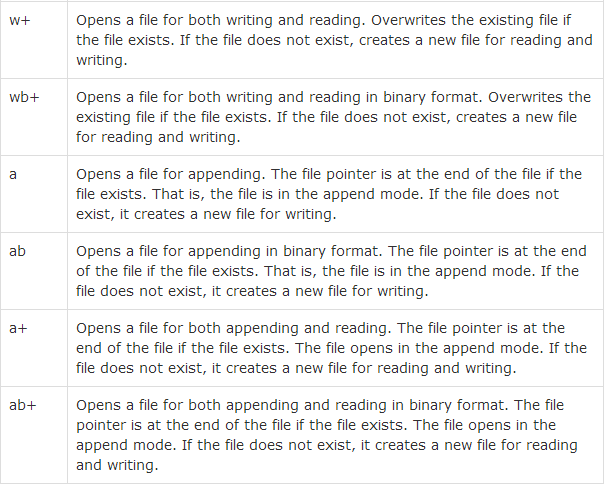 w+
Opens a file for both writing and reading. Overwrites the existing file if
the file exists. If the file does not exist, creates a new file for reading and
writing.
wb+
Opens a file for both writing and reading in binary format. Overwrites the
existing file if the file exists. If the file does not exist, creates a new file
for reading and writing.
a
Opens a file for appending. The file pointer is at the end of the file if the
file exists. That is, the file is in the append mode. If the file does not
exist, it creates a new file for writing.
ab
Opens a file for appending in binary format. The file pointer is at the end
of the file if the file exists. That is, the file is in the append mode. If the
file does not exist, it creates a new file for writing.
a+
Opens a file for both appending and reading. The file pointer is at the
end of the file if the file exists. The file opens in the append mode. If the
file does not exist, it creates a new file for reading and writing.
ab+
Opens a file for both appending and reading in binary format. The file
pointer is at the end of the file if the file exists. The file opens in the
append mode. If the file does not exist, it creates a new file for reading
and writing.